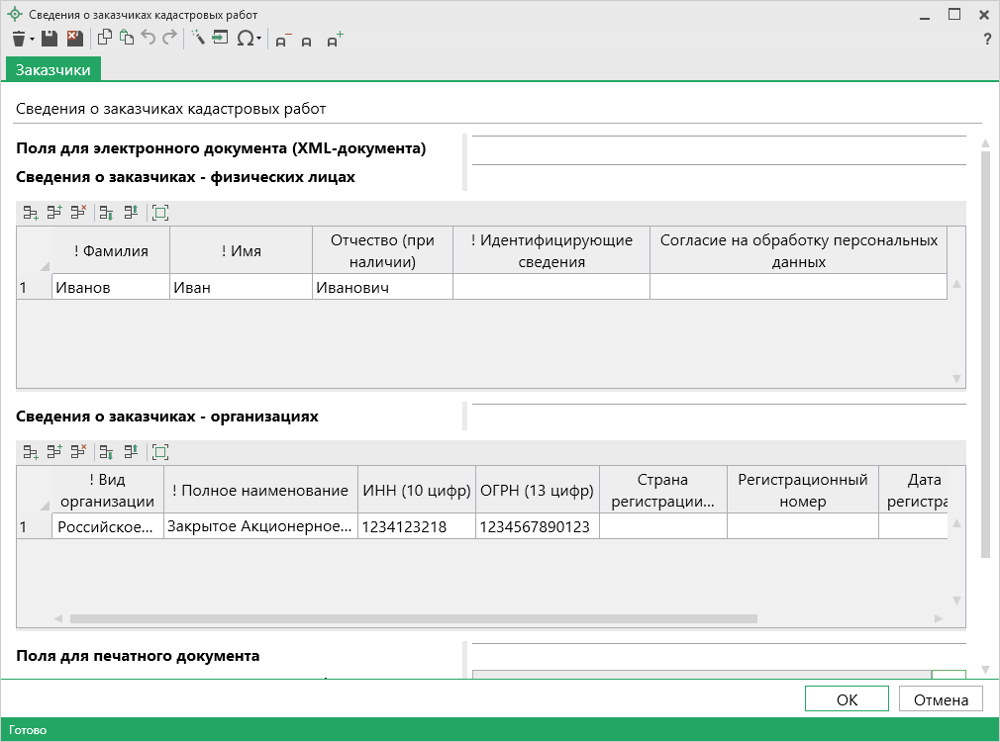 Сведения о заказчиках кадастровых работ
?
Заказчики
Сведения о заказчиках кадастровых работ
Поля для электронного документа (XML-документа)
Сведения о заказчиках - физических лицах
! Фамилия
! Имя
Отчество (при
наличии)
! Идентифицирующие
сведения
Согласие на обработку персональных
данных
1 Иванов Иван Иванович
Сведения о заказчиках - организациях
! Вид
организации
! Полное наименование
ИНН (10 цифр)
ОГРН (13 цифр)
Страна
регистрации...
Регистрационный
номер
Дата
регистра
1 Российское... Закрытое Акционерное... 1234123218 1234567890123
Поля для печатного документа
OK Отмена
Готово